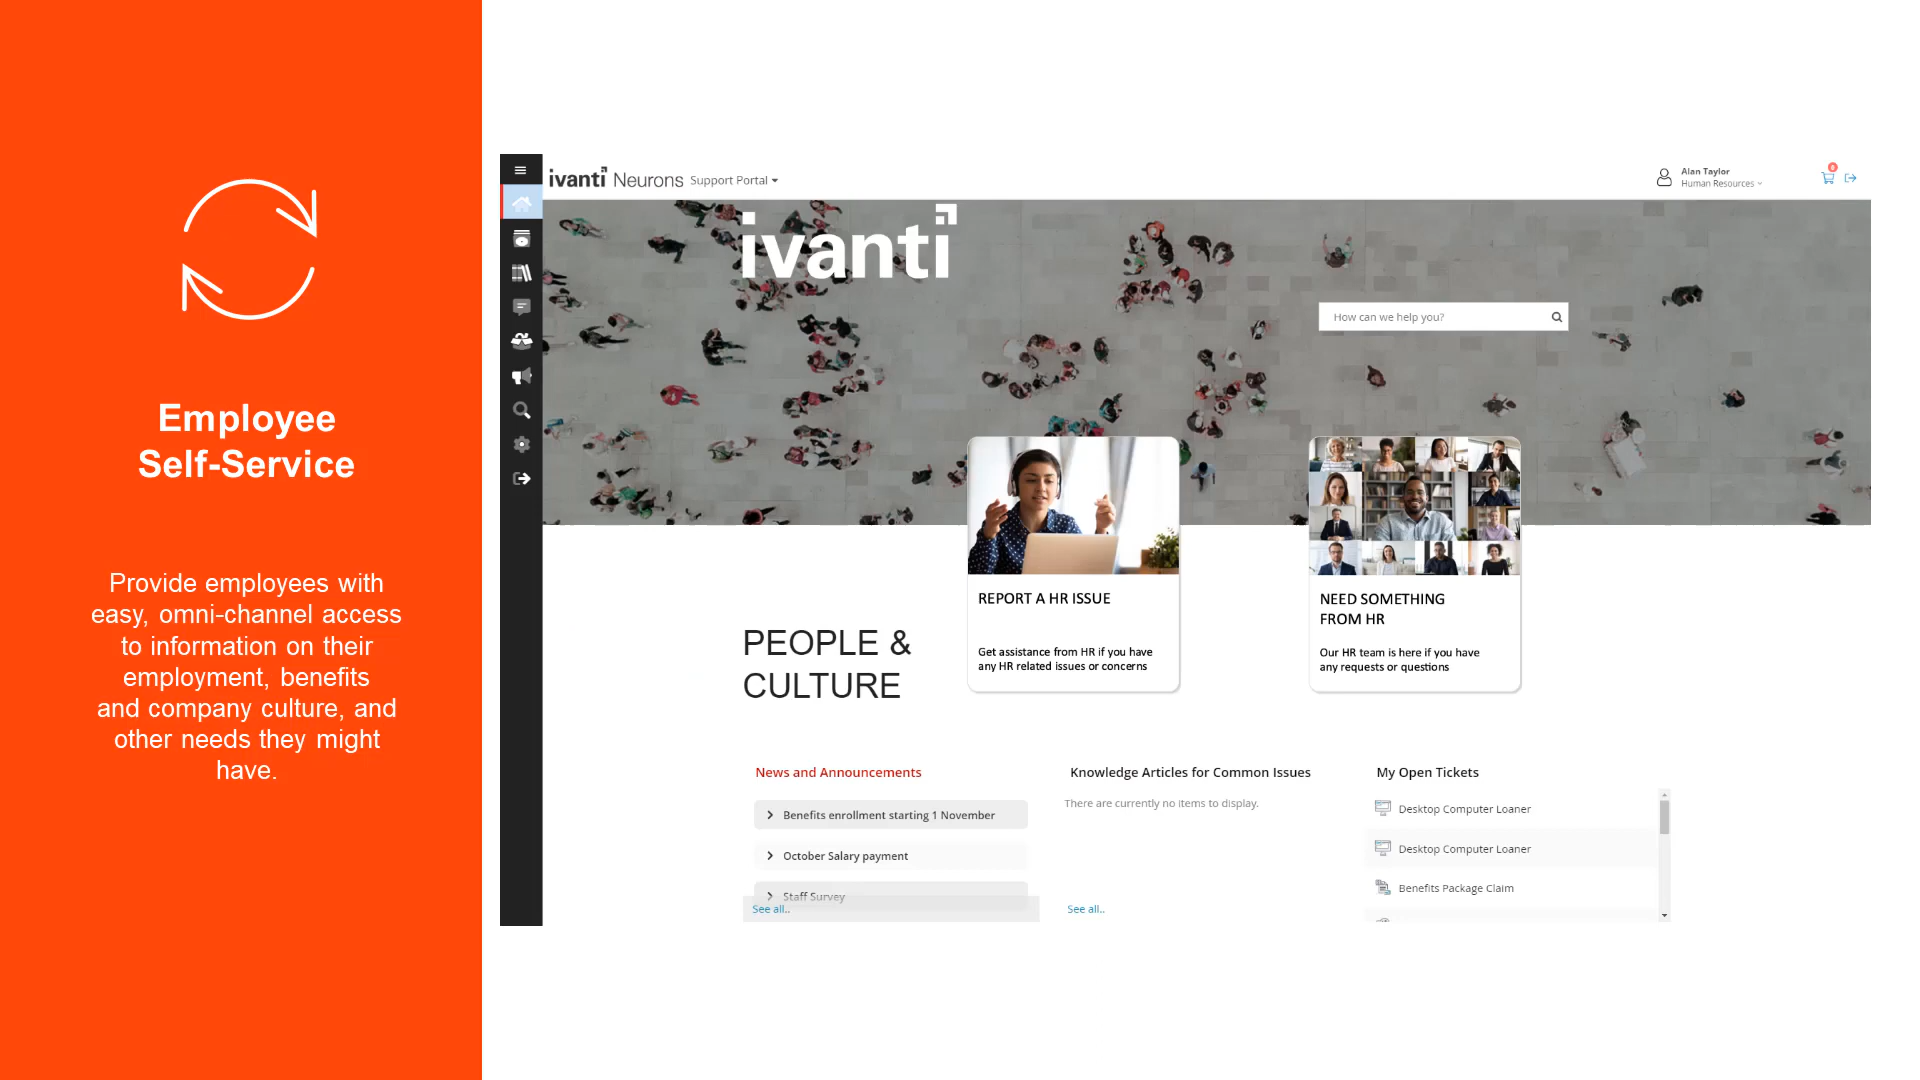 Employee
Self-Service
Provide employees with
easy, omni-channel access
to information on their
employment, benefits
and company culture, and
other needs they might
have.
ivanti Neurons Support Portal
Alan Taylor
Human Resources
0
ivanti
How can we help you?
REPORT A HR ISSUE
Get assistance from HR if you have
any HR related issues or concerns
NEED SOMETHING
FROM HR
Our HR team is here if you have
any requests or questions
PEOPLE &
CULTURE
News and Announcements
Benefits enrollment starting 1 November
October Salary payment
Staff Survey
See all..
Knowledge Articles for Common Issues
There are currently no items to display.
See all..
My Open Tickets
Desktop Computer Loaner
Desktop Computer Loaner
Benefits Package Claim